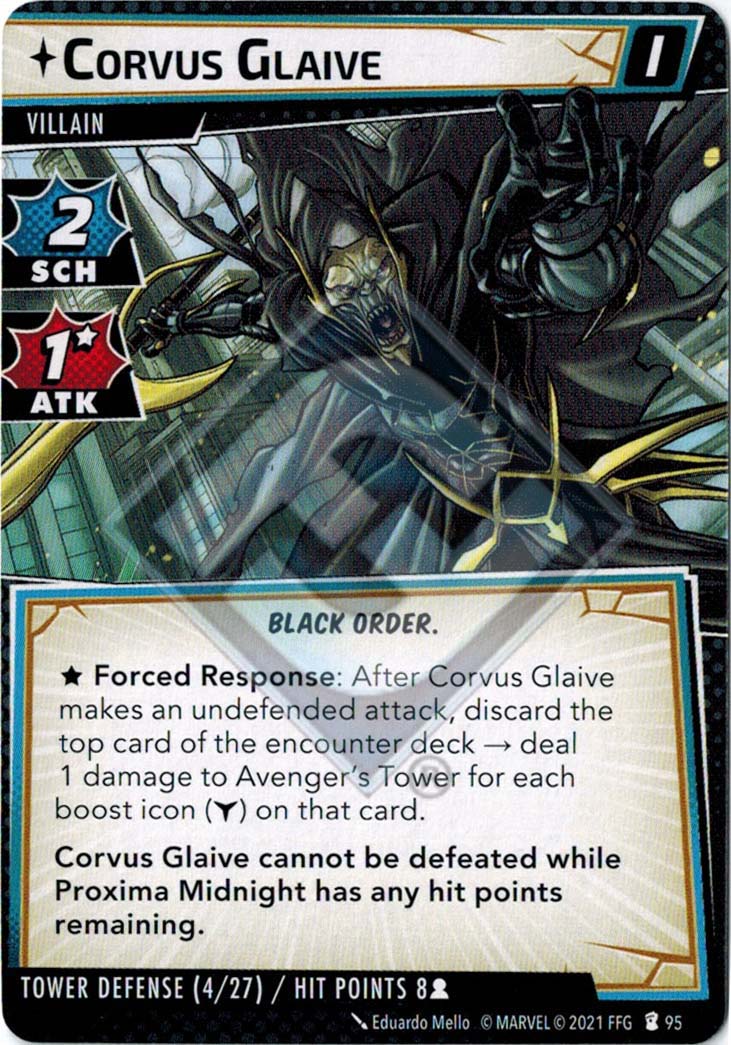 CORVUS GLAIVE
I
VILLAIN
2
SCH
1★
ATK
BLACK ORDER.
★ Forced Response: After Corvus Glaive
makes an undefended attack, discard the
top card of the encounter deck → deal
1 damage to Avenger's Tower for each
boost icon ( ) on that card.
Corvus Glaive cannot be defeated while
Proxima Midnight has any hit points
remaining.
TOWER DEFENSE (4/27) / HIT POINTS 8
Eduardo Mello © MARVEL © 2021 FFG 95
®